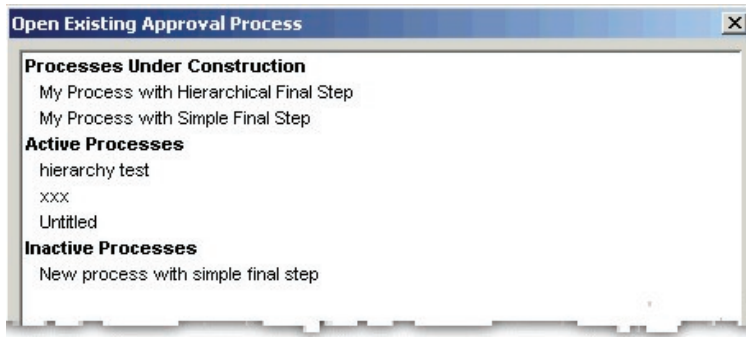 Open Existing Approval Process
Processes Under Construction
My Process with Hierarchical Final Step
My Process with Simple Final Step
Active Processes
hierarchy test
xxx
Untitled
Inactive Processes
New process with simple final step